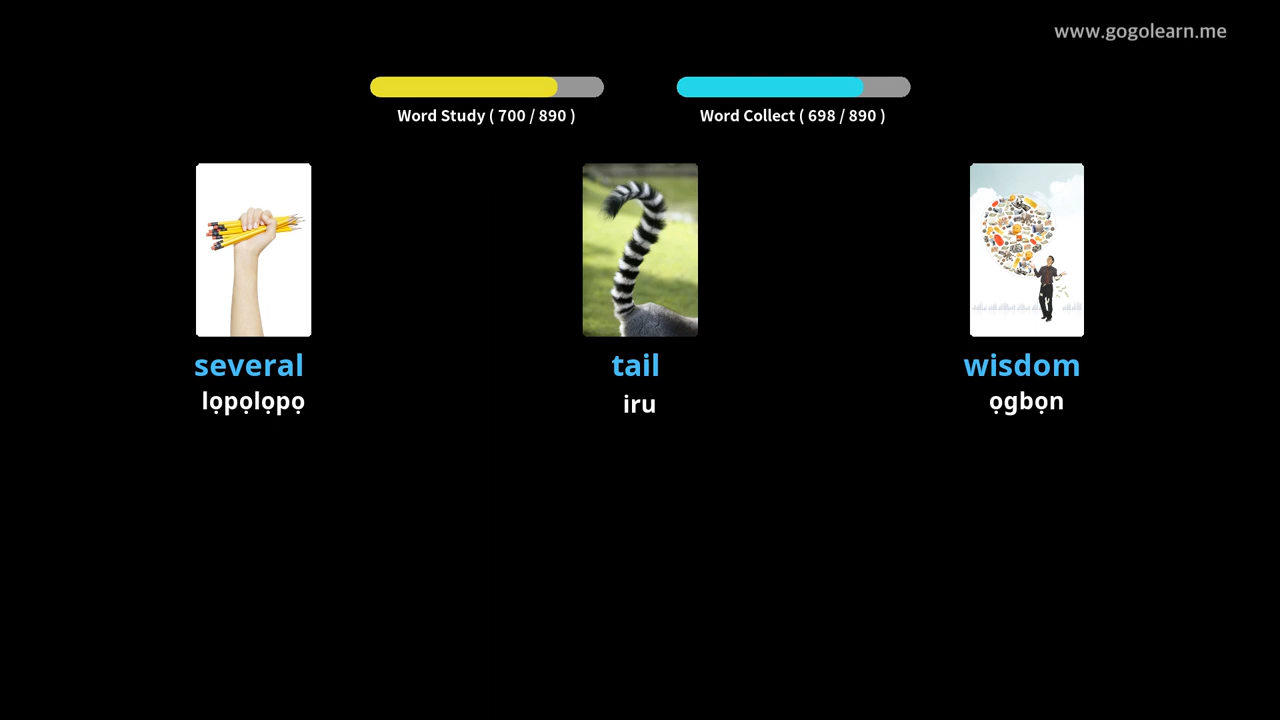 www.gogolearn.me
Word Study ( 700 / 890 )
Word Collect ( 698 / 890 )
several
tail
wisdom
lọpọlọpọ
iru
ọgbọn